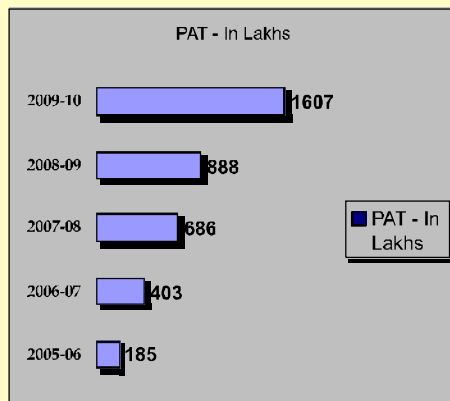 PAT - In Lakhs
2009-10 1607
2008-09 888
2007-08 686
2006-07 403
2005-06 185
PAT - In
Lakhs